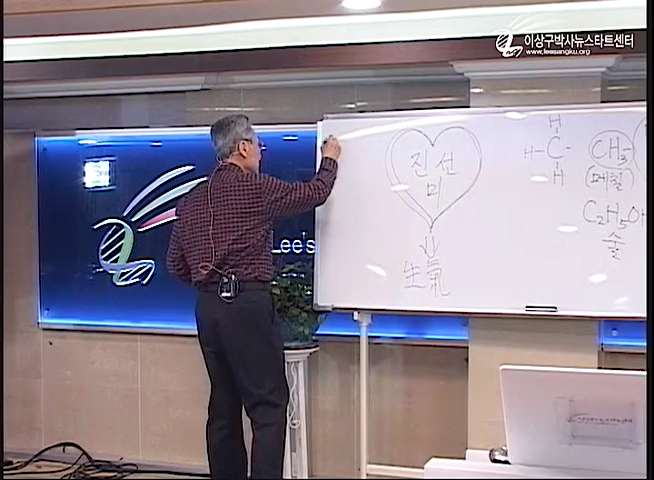 이상구박사뉴스타트센터
www.leesangku.org
Lee's
진 선
미
生氣
H
H-C-
H
CH3-
(메칠)
C2H5OH
술